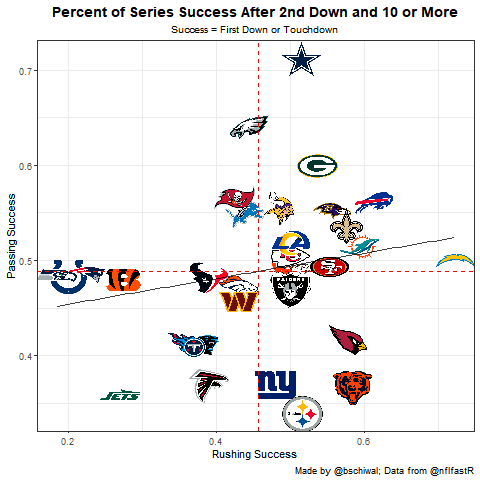 Percent of Series Success After 2nd Down and 10 or More
Success = First Down or Touchdown
Passing Success
0.7
0.6
0.5
0.4
RAIDERS
JETS
ny
0.2
0.4
0.6
Rushing Success
Made by @bschiwal; Data from @nflfastR